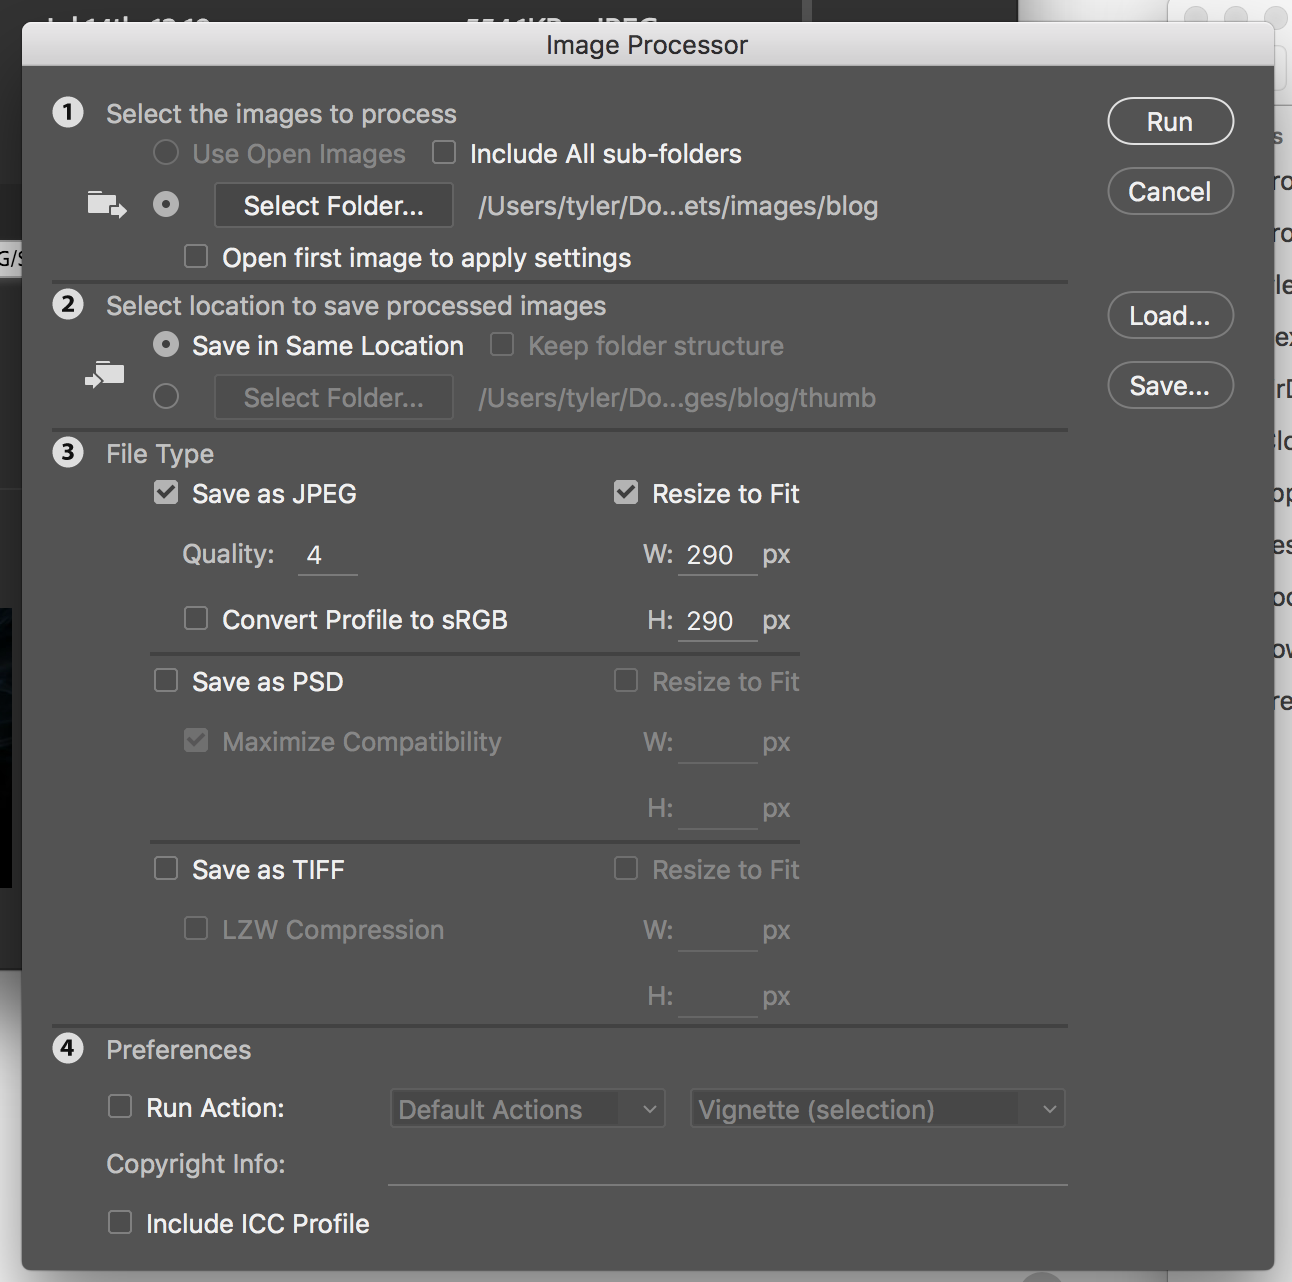 Image Processor
1 Select the images to process
Use Open Images Include All sub-folders
Select Folder... /Users/tyler/Do...ets/images/blog
Open first image to apply settings
Run
Cancel
2 Select location to save processed images
Save in Same Location Keep folder structure
Select Folder... /Users/tyler/Do...ges/blog/thumb
Load...
Save...
3 File Type
Save as JPEG Resize to Fit
Quality: 4 W: 290 px
Convert Profile to sRGB H: 290 px
Save as PSD Resize to Fit
Maximize Compatibility W: px
H: px
Save as TIFF Resize to Fit
LZW Compression W: px
H: px
4 Preferences
Run Action: Default Actions Vignette (selection)
Copyright Info:
Include ICC Profile